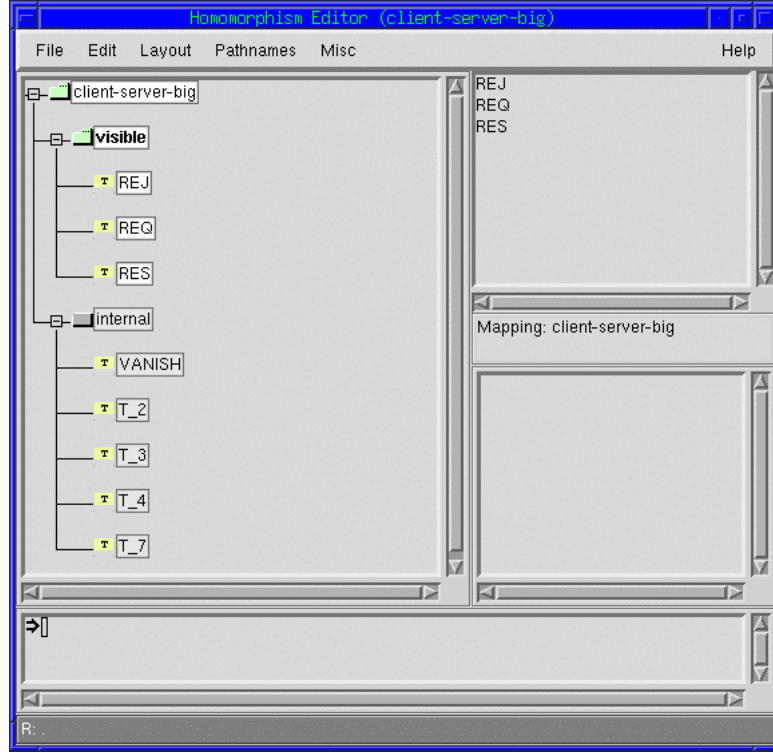 Homomorphism Editor (client-server-big)
File Edit Layout Pathnames Misc Help
client-server-big
visible
T REJ
T REQ
T RES
internal
T VANISH
T T_2
T T_3
T T_4
T T_7
REJ
REQ
RES
Mapping: client-server-big
⇒
R: .